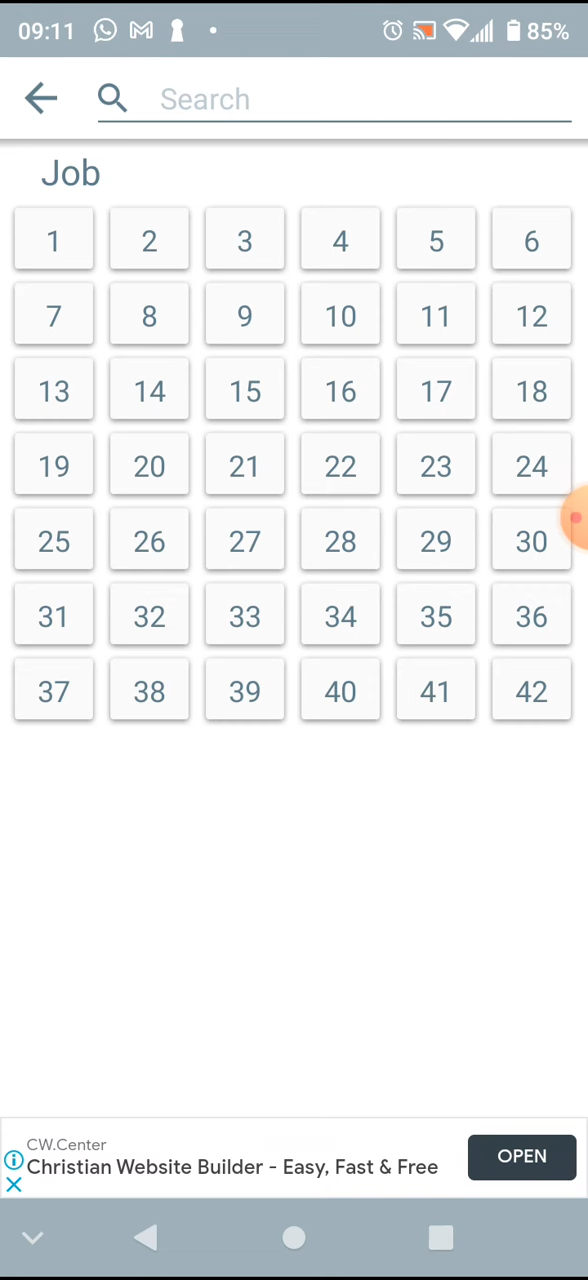 09:11 85%
Search
Job
1 2 3 4 5 6
7 8 9 10 11 12
13 14 15 16 17 18
19 20 21 22 23 24
25 26 27 28 29 30
31 32 33 34 35 36
37 38 39 40 41 42
CW.Center
Christian Website Builder - Easy, Fast & Free
OPEN